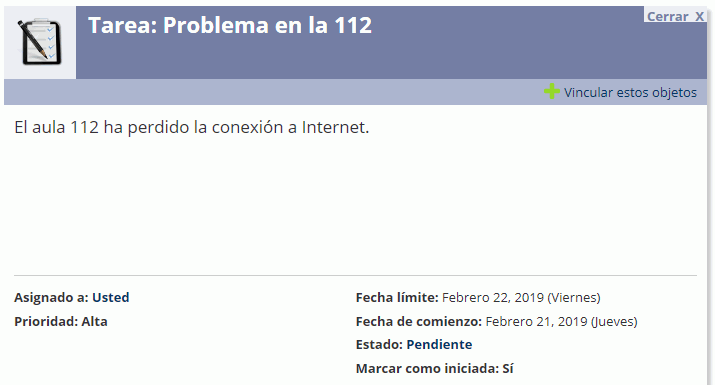 Tarea: Problema en la 112
Cerrar X
Vincular estos objetos
El aula 112 ha perdido la conexión a Internet.
Asignado a: Usted
Prioridad: Alta
Fecha límite: Febrero 22, 2019 (Viernes)
Fecha de comienzo: Febrero 21, 2019 (Jueves)
Estado: Pendiente
Marcar como iniciada: Sí